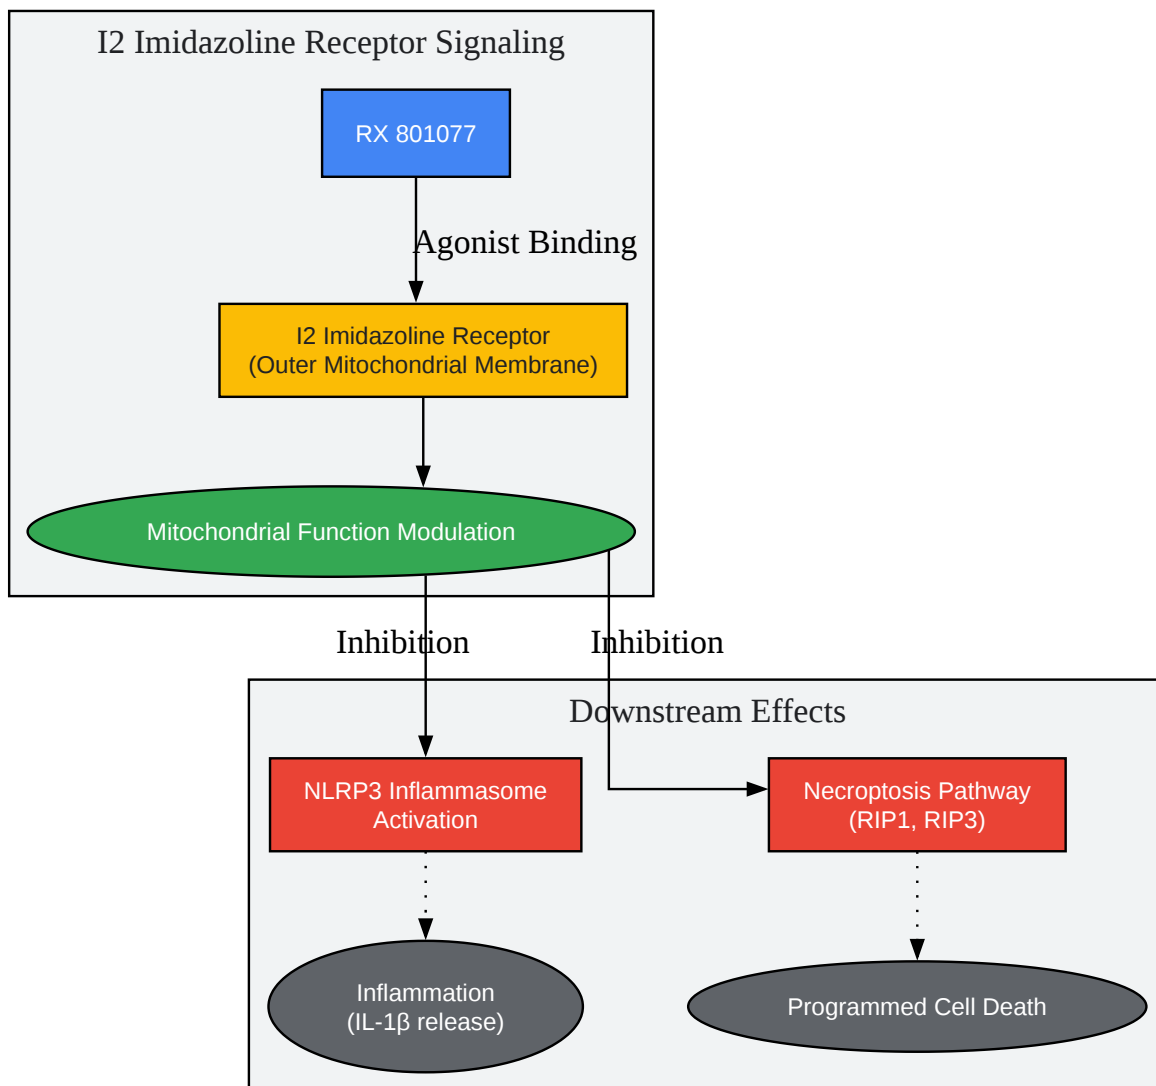 I2 Imidazoline Receptor Signaling
RX 801077
Agonist Binding
I2 Imidazoline Receptor
(Outer Mitochondrial Membrane)
Mitochondrial Function Modulation
Inhibition
Inhibition
Downstream Effects
NLRP3 Inflammasome
Activation
Necroptosis Pathway
(RIP1, RIP3)
Inflammation
(IL-1β release)
Programmed Cell Death